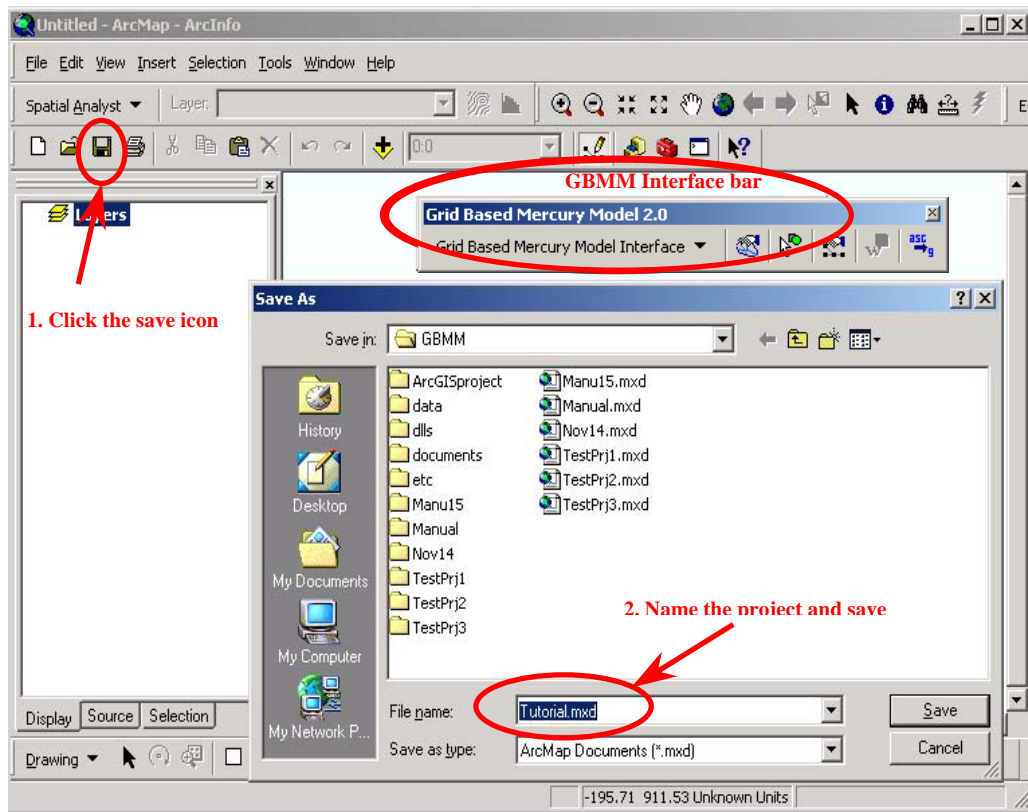 Untitled - ArcMap - ArcInfo
File Edit View Insert Selection Tools Window Help
Spatial Analyst Layer: E
0:0
GBMM Interface bar
Layers
Grid Based Mercury Model 2.0
Grid Based Mercury Model Interface W asc g
1. Click the save icon
Save As
Save in: GBMM
History
Desktop
My Documents
My Computer
My Network P...
ArcGISproject
data
dlls
documents
etc
Manu15
Manual
Nov14
TestPrj1
TestPrj2
TestPrj3
Manu15.mxd
Manual.mxd
Nov14.mxd
TestPrj1.mxd
TestPrj2.mxd
TestPrj3.mxd
2. Name the project and save
File name: Tutorial.mxd Save
Save as type: ArcMap Documents (*.mxd) Cancel
Display Source Selection
Drawing
-195.71 911.53 Unknown Units